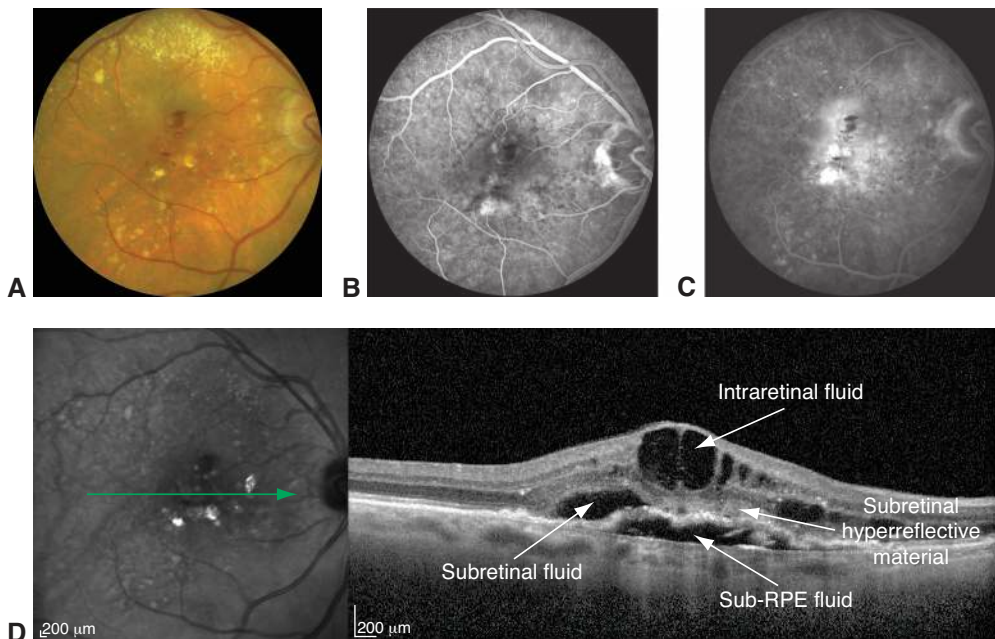 A
B
C
Intraretinal fluid
Subretinal
hyperreflective
material
Subretinal fluid
Sub-RPE fluid
D
200 µm
200 µm